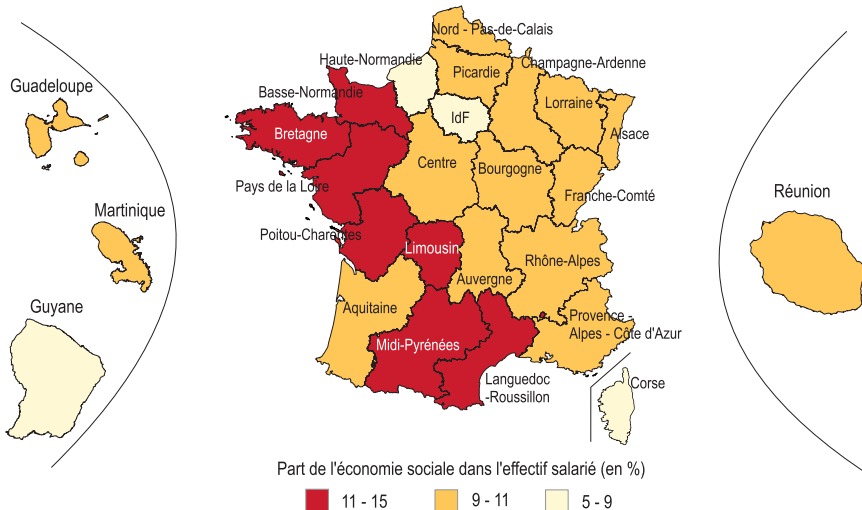 Nord - Pas-de-Calais
Haute-Normandie
Champagne-Ardenne
Picardie
Guadeloupe
Basse-Normandie
Lorraine
IdF
Alsace
Bretagne
Centre
Bourgogne
Pays de la Loire
Franche-Comté
Réunion
Martinique
Poitou-Charentes
Limousin
Rhône-Alpes
Auvergne
Guyane
Aquitaine
Provence -
Alpes - Côte d'Azur
Midi-Pyrénées
Languedoc
-Roussillon
Corse
Part de l'économie sociale dans l'effectif salarié (en %)
11 - 15
9 - 11
5 - 9